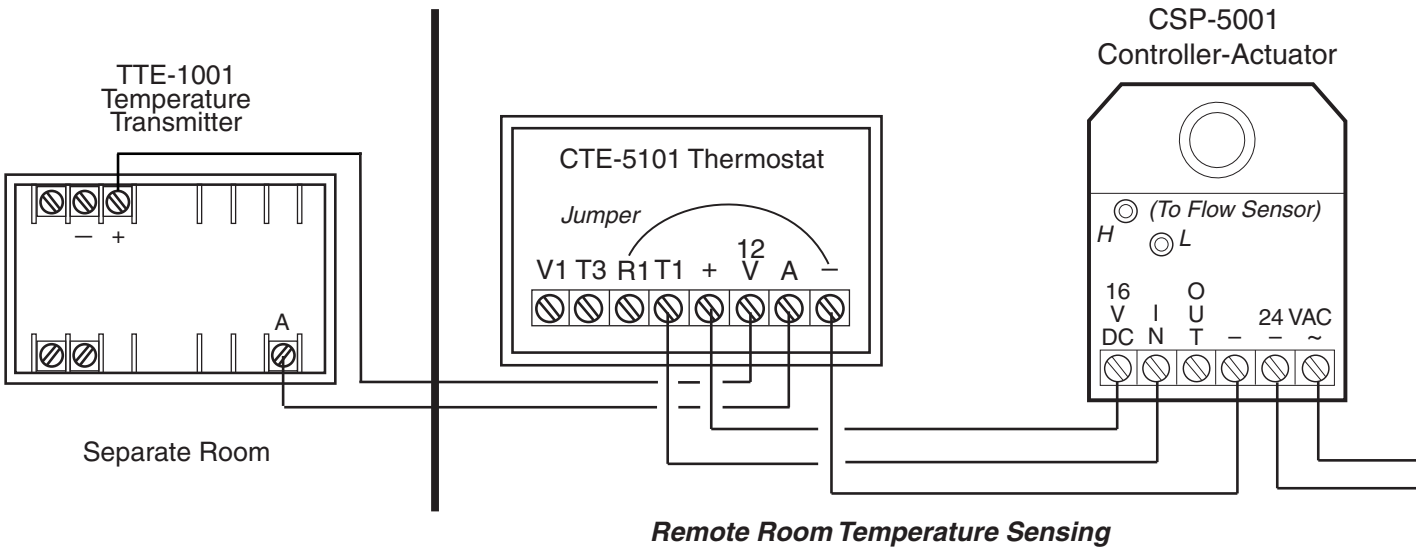 CSP-5001
Controller-Actuator
TTE-1001
Temperature
Transmitter
— +
A
Separate Room
CTE-5101 Thermostat
Jumper
V1 T3 R1 T1 + 12 V A –
(To Flow Sensor)
H
L
16 V DC
I N
O U T
–
24 VAC
– ~
Remote Room Temperature Sensing